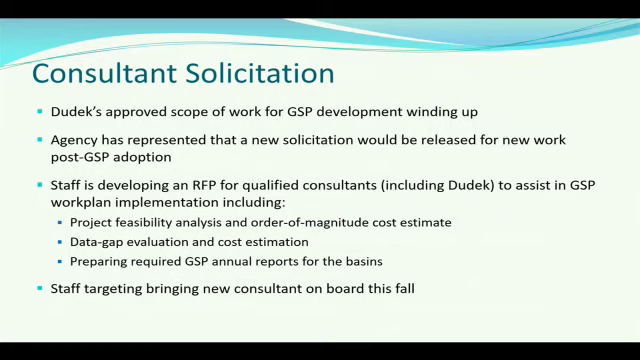 Consultant Solicitation
Dudek's approved scope of work for GSP development winding up
Agency has represented that a new solicitation would be released for new work
post-GSP adoption
Staff is developing an RFP for qualified consultants (including Dudek) to assist in GSP
workplan implementation including:
Project feasibility analysis and order-of-magnitude cost estimate
Data-gap evaluation and cost estimation
Preparing required GSP annual reports for the basins
Staff targeting bringing new consultant on board this fall